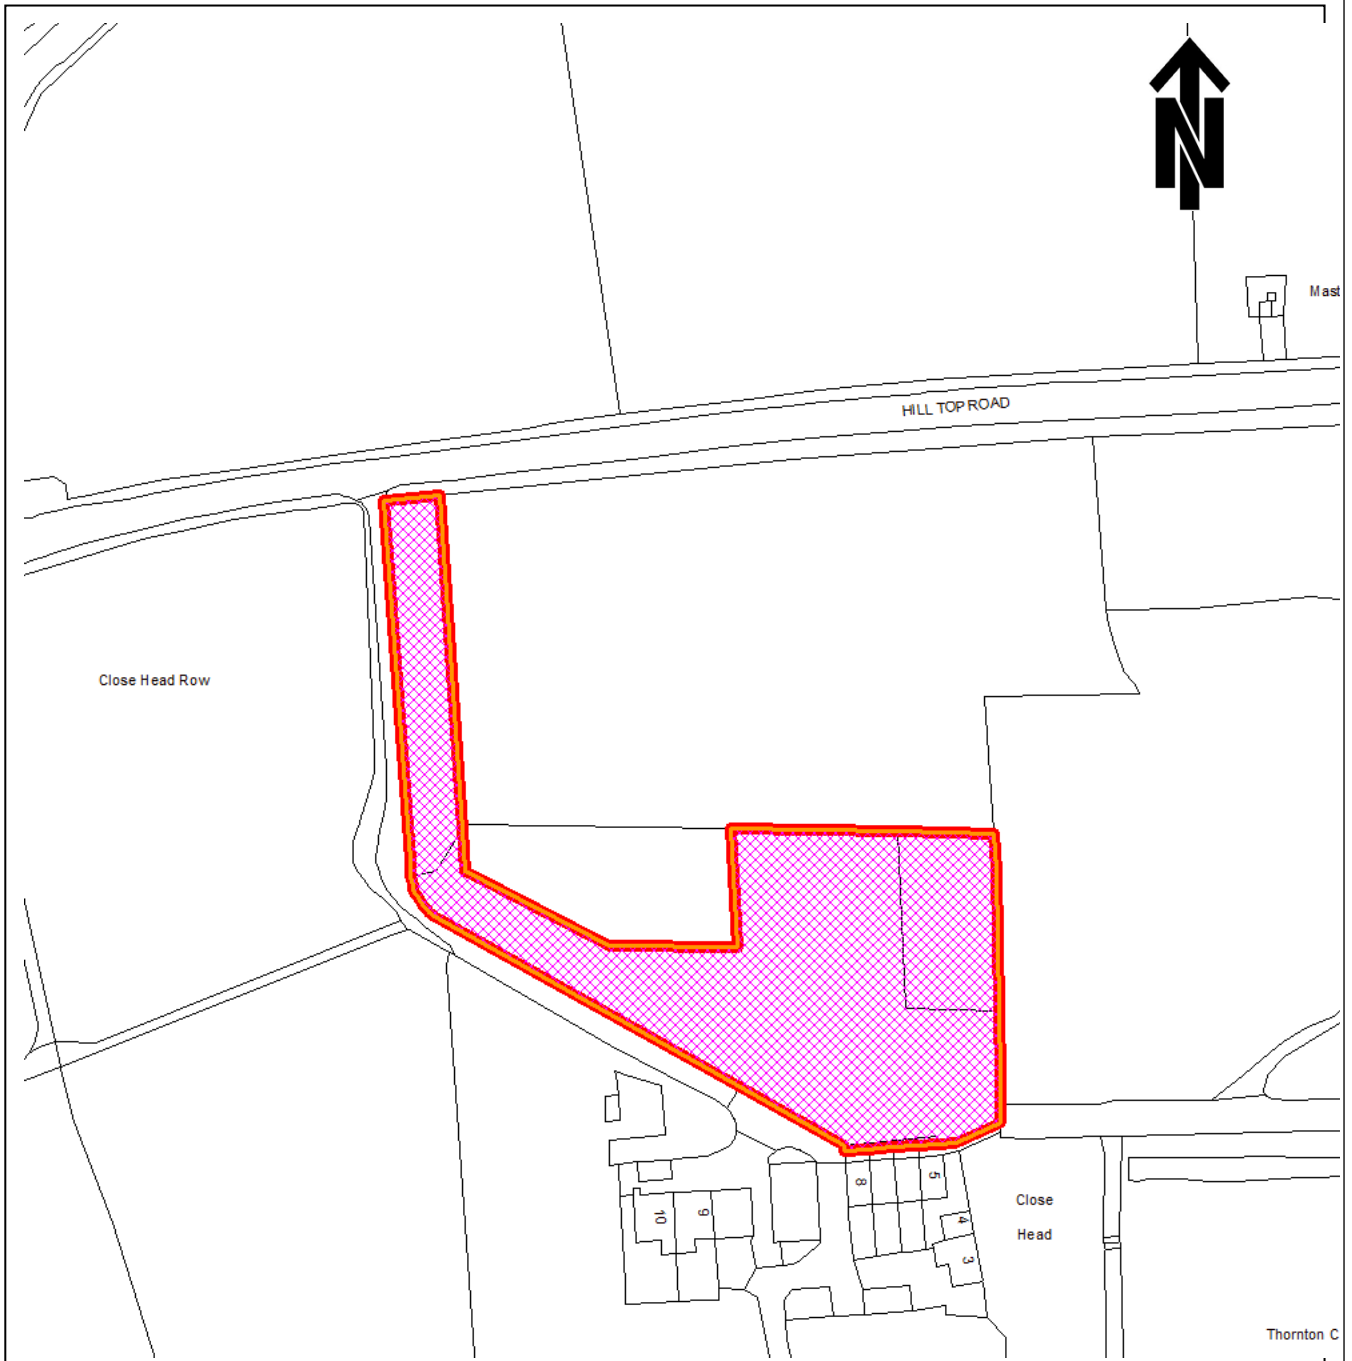 N
Mast
HILL TOP ROAD
Close Head Row
8
5
10
9
4
3
Close
Head
Thornton C